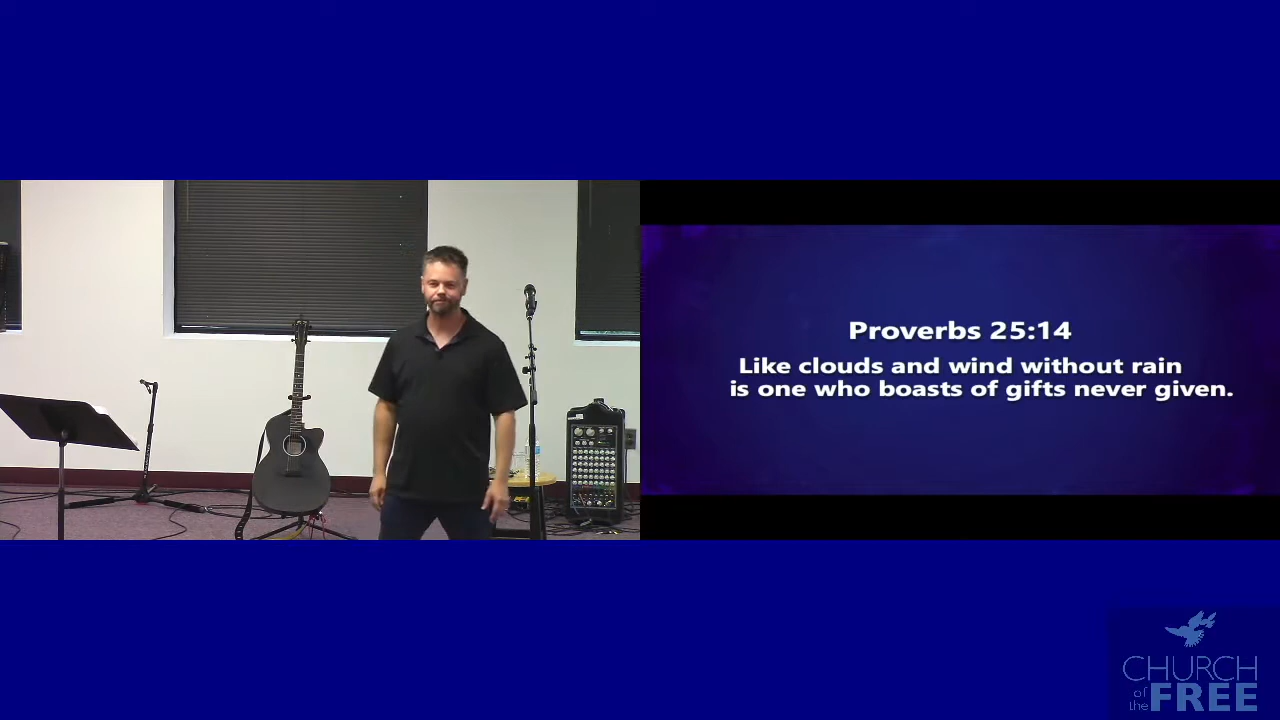 Proverbs 25:14
Like clouds and wind without rain
is one who boasts of gifts never given.
CHURCH
of the FREE